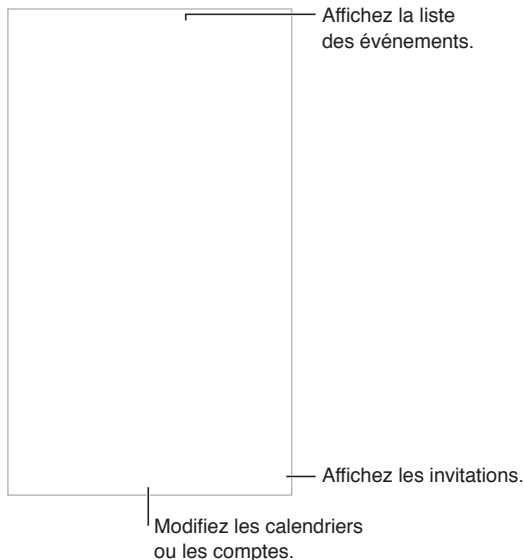 Affichez la liste
des événements.
Affichez les invitations.
Modifiez les calendriers
ou les comptes.